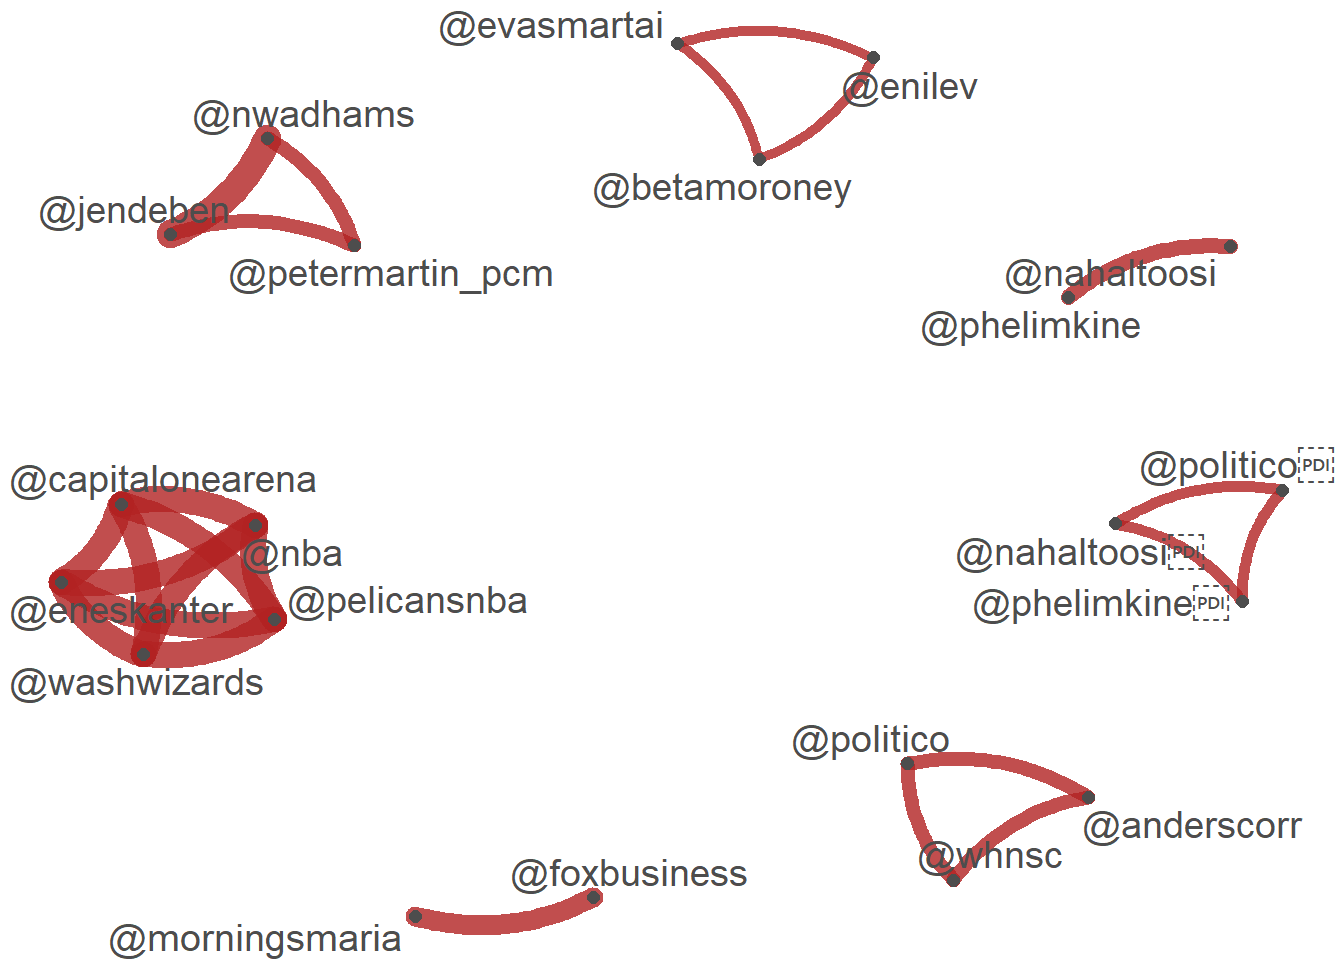 @evasmartai
@enilev
@nwadhams
@betamoroney
@jendeben
@petermartin_pcm
@nahaltoosi
@phelimkine
@politicoPDI
@capitalonearena
@nba
@nahaltoosiPDI
@eneskanter
@pelicansnba
@phelimkinePDI
@washwizards
@politico
@anderscorr
@whnsc
@foxbusiness
@morningsmaria